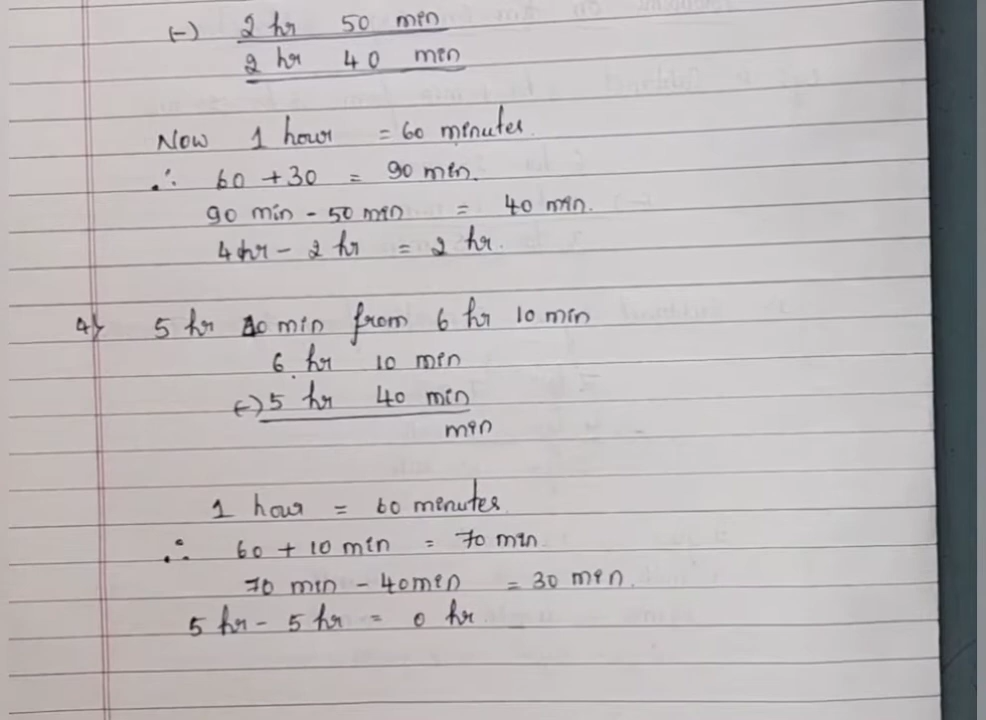 (-) 2 hr 50 min
2 hr 40 min
Now 1 hour = 60 minutes.
∴ 60 + 30 = 90 min.
90 min - 50 min = 40 min.
4 hr - 2 hr = 2 hr.
4) 5 hr 40 min from 6 hr 10 min
6 hr 10 min
(-) 5 hr 40 min
min
1 hour = 60 minutes
∴ 60 + 10 min = 70 min
70 min - 40 min = 30 min.
5 hr - 5 hr = 0 hr